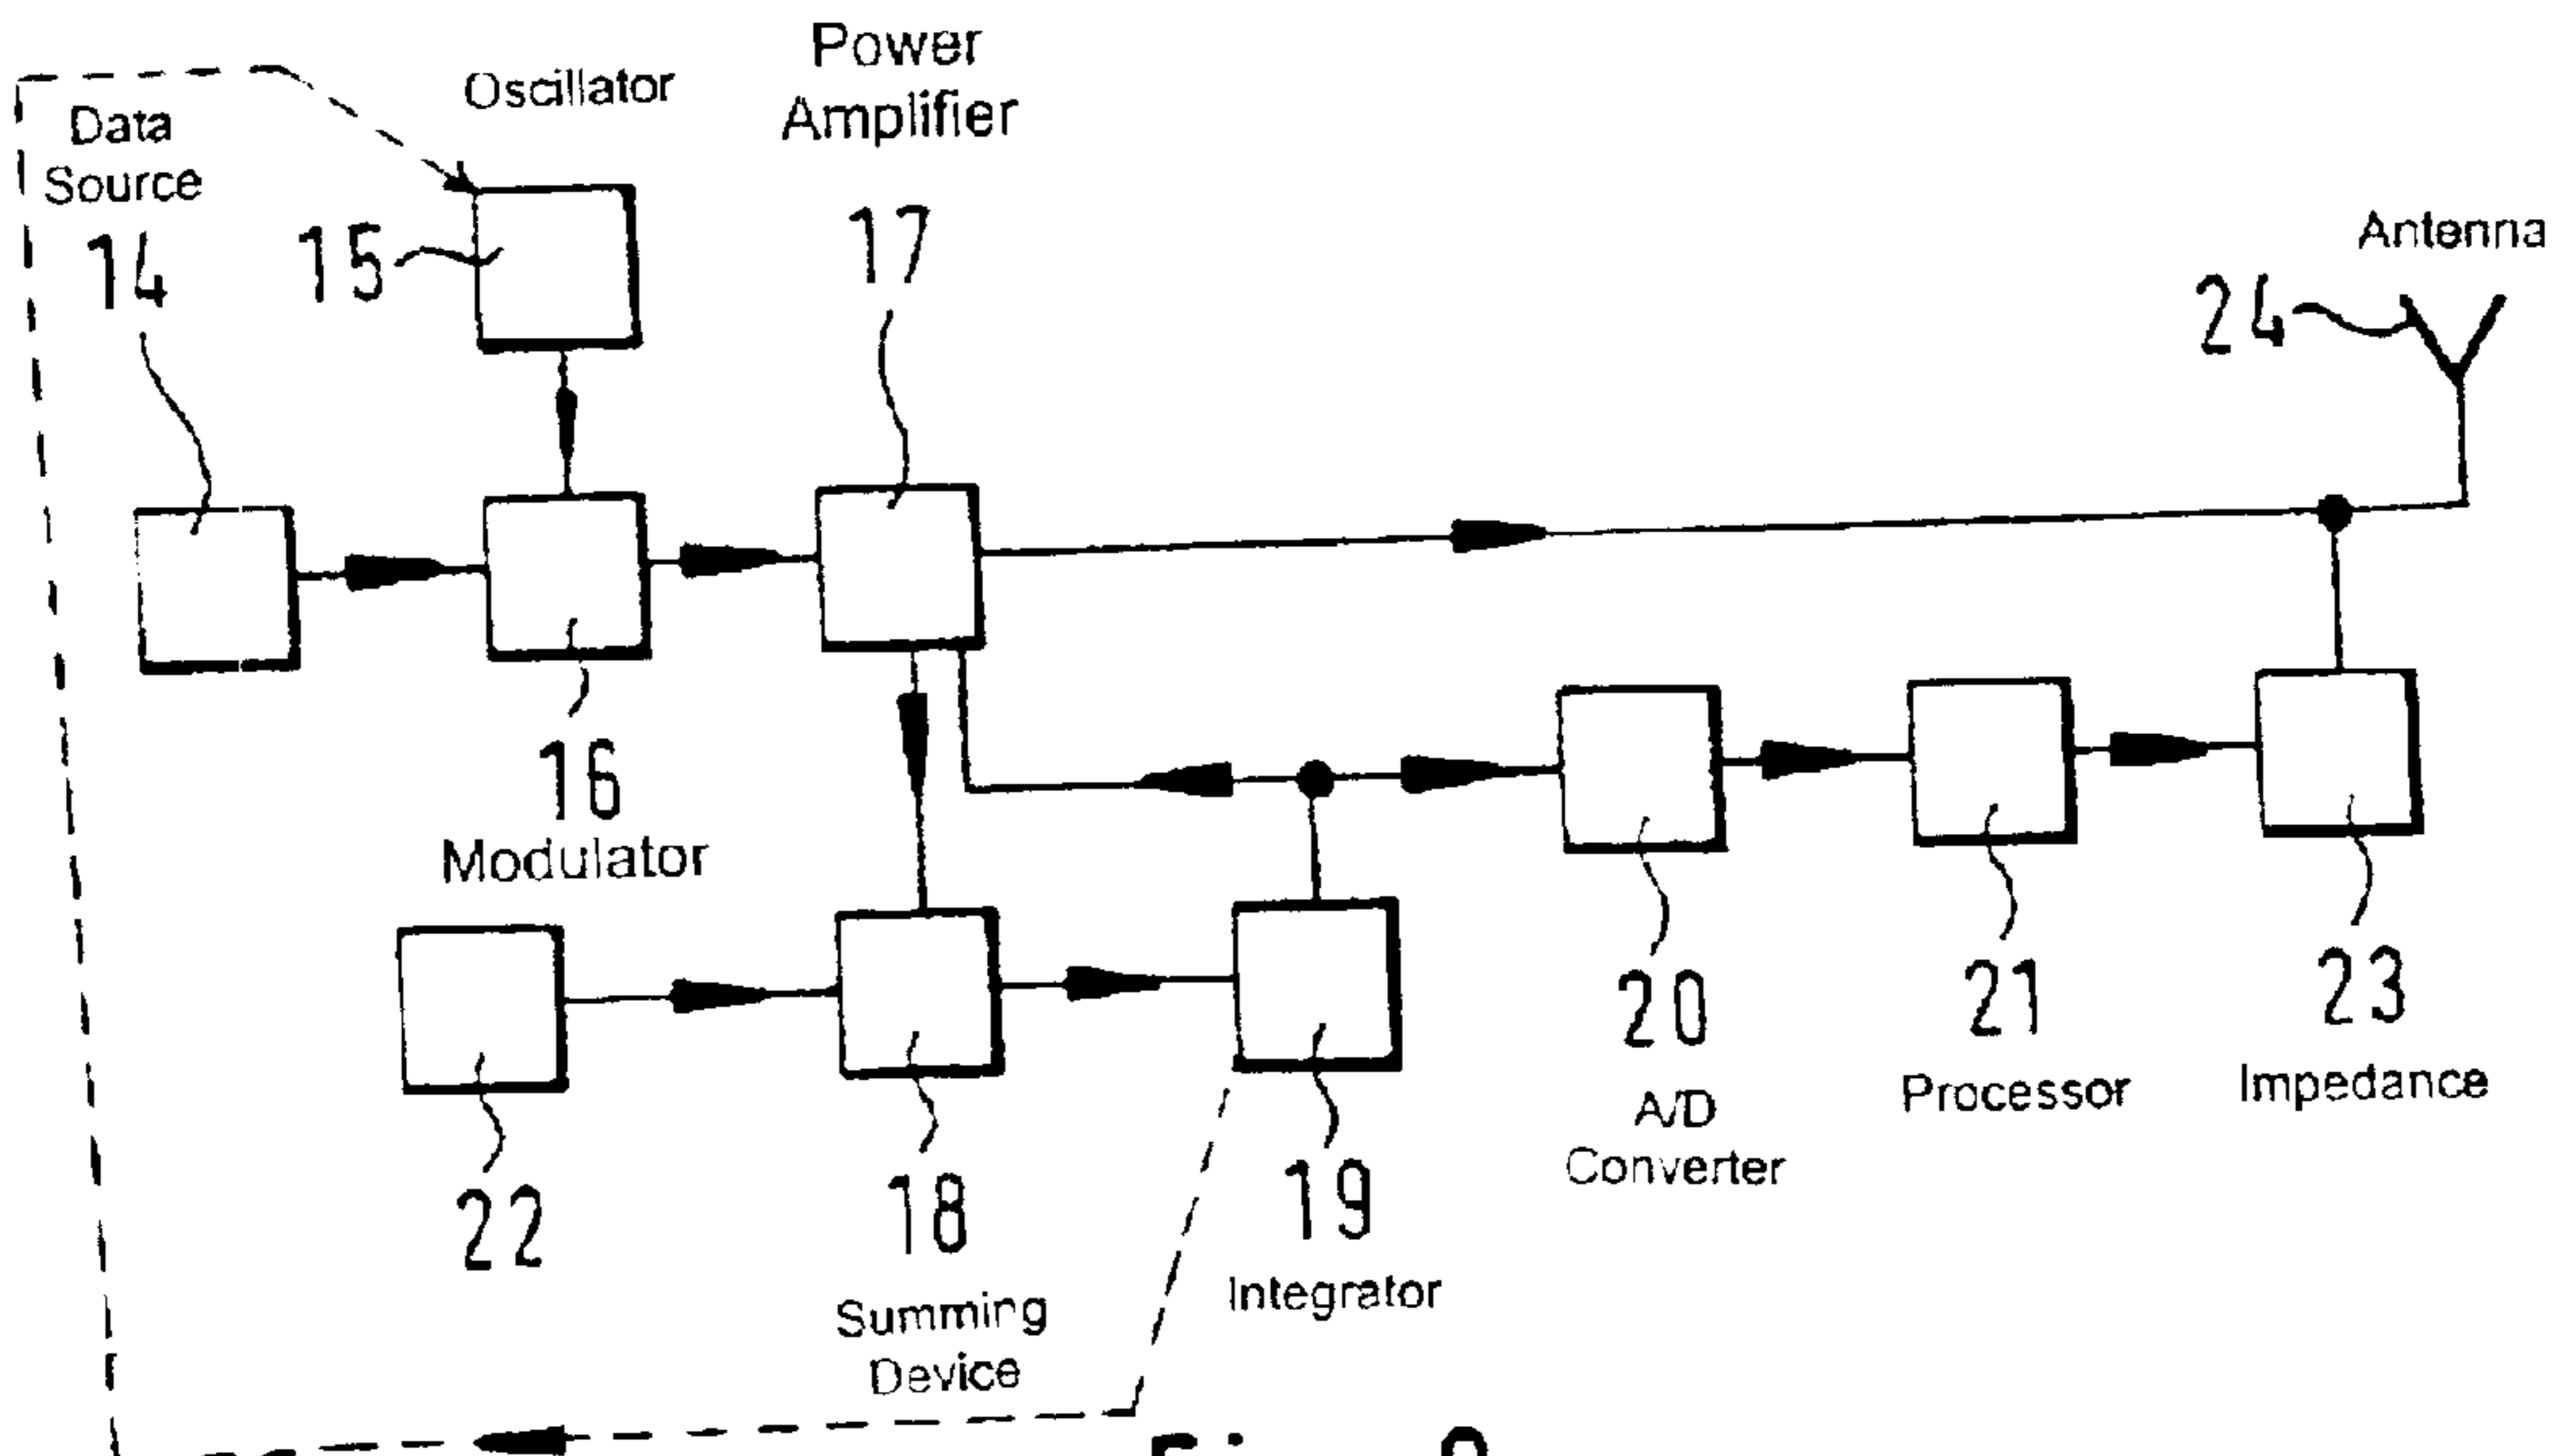 Power
Amplifier
Oscillator
Data
Source
14
15
17
Antenna
24
16
Modulator
22
18
Summing
Device
19
Integrator
20
A/D
Converter
21
Processor
23
Impedance